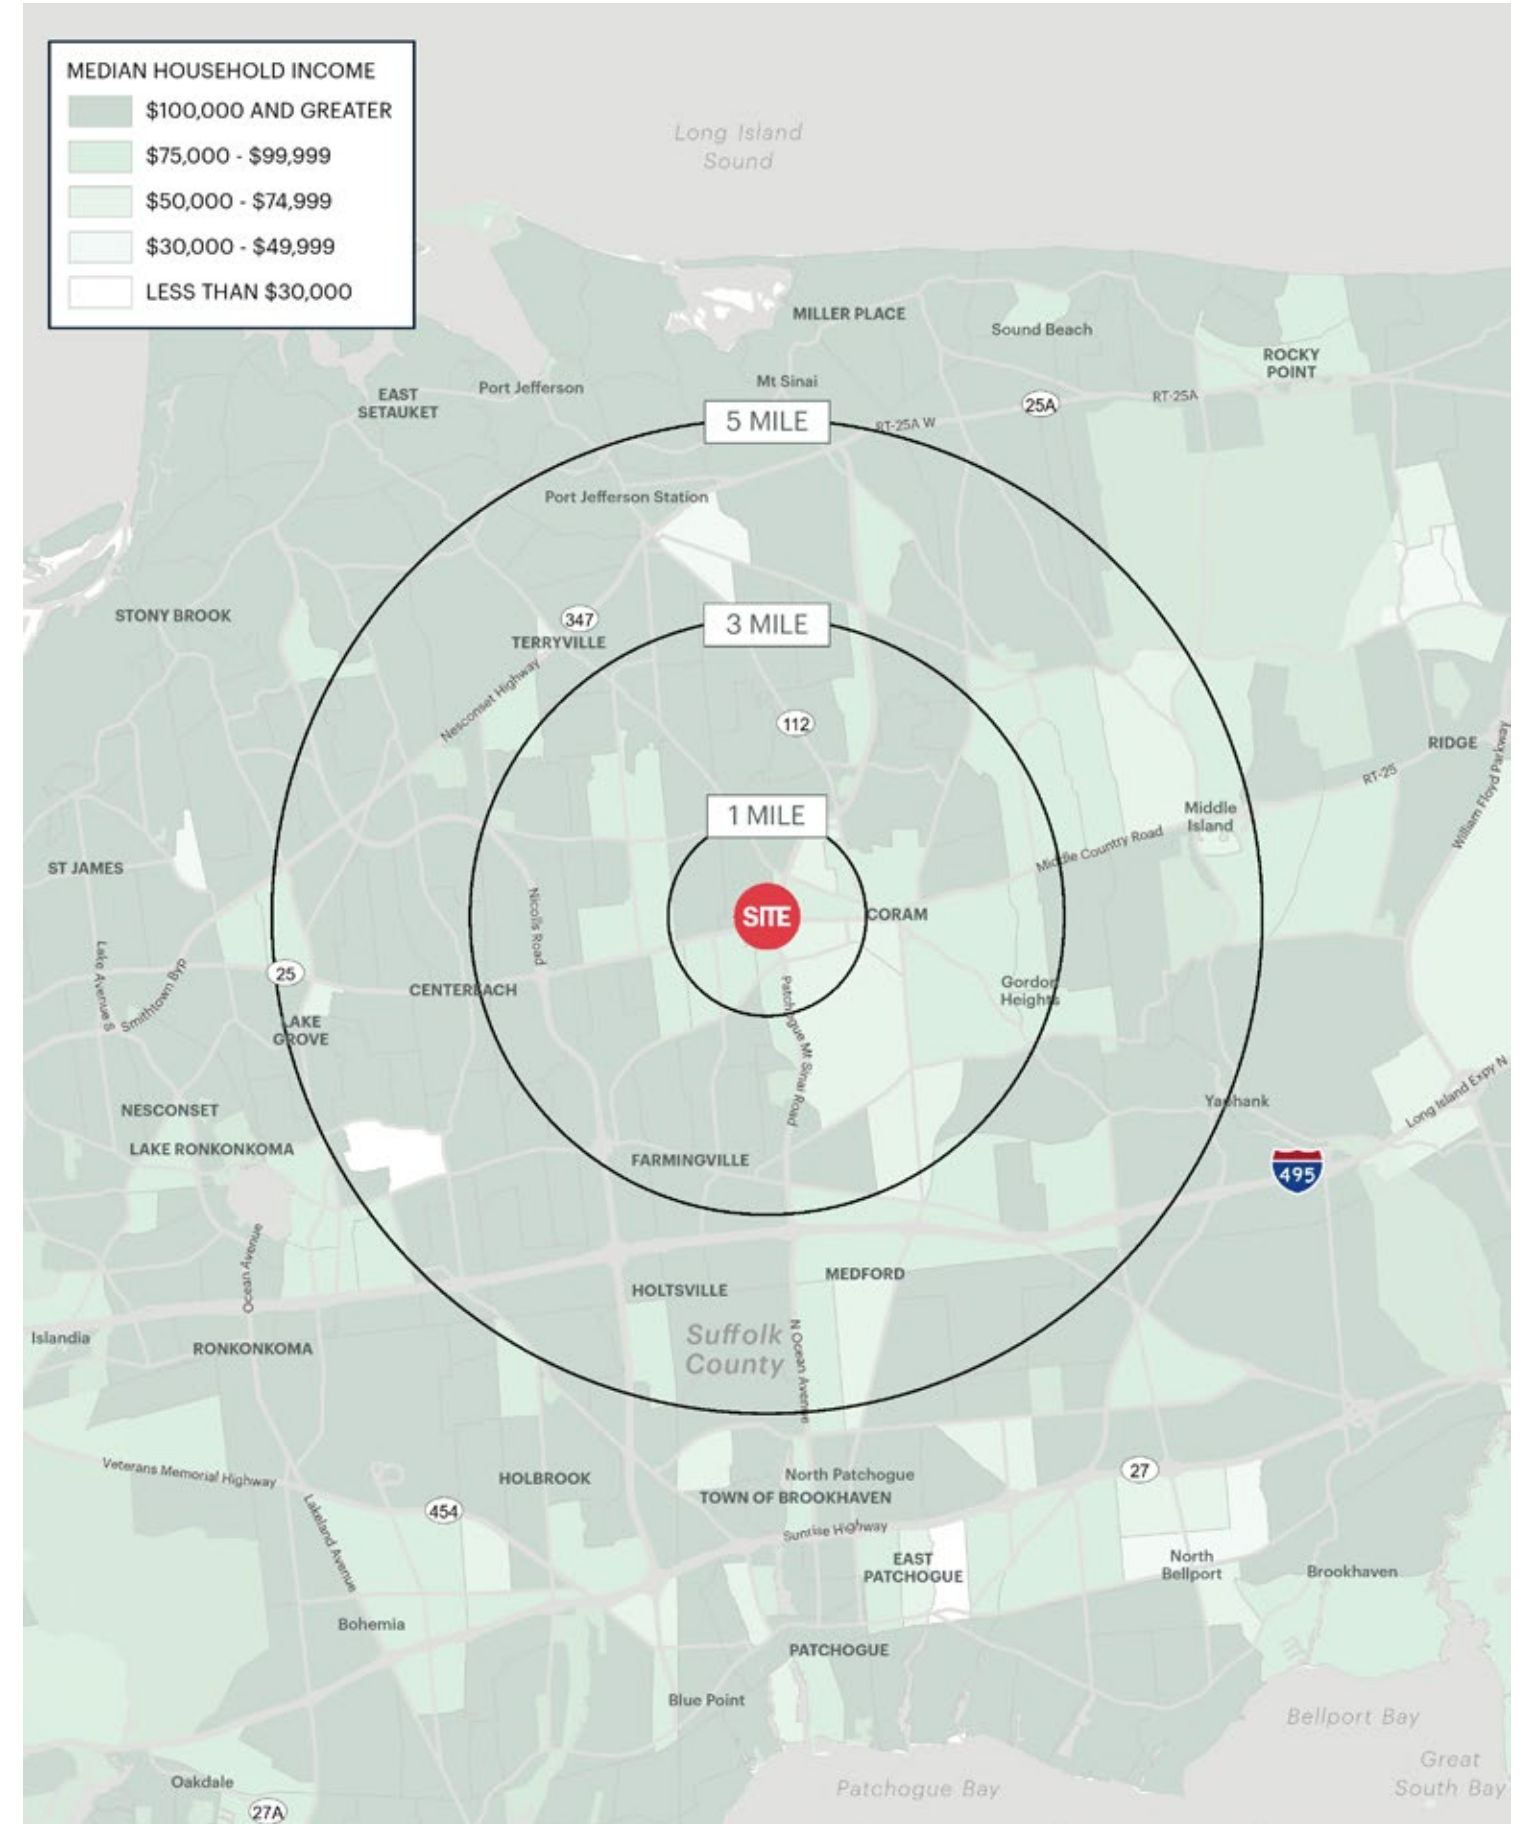 MEDIAN HOUSEHOLD INCOME
$100,000 AND GREATER
$75,000 - $99,999
$50,000 - $74,999
$30,000 - $49,999
LESS THAN $30,000
Long Island
Sound
MILLER PLACE
Sound Beach
ROCKY
POINT
Mt Sinai
Port Jefferson
EAST
SETAUKET
RT-25A
25A
5 MILE
RT-25A W
Port Jefferson Station
STONY BROOK
347
TERRYVILLE
3 MILE
Nesconset Highway
112
RIDGE
RT-25
William Floyd Parkway
1 MILE
Middle
Island
Middle Country Road
ST JAMES
Nicolls Road
SITE
CORAM
Lake Avenue S
Smithtown Byp
25
CENTEREACH
Gordon
Heights
Patchogue Mt Sinai Road
LAKE
GROVE
Long Island Expy N
NESCONSET
Yaphank
LAKE RONKONKOMA
FARMINGVILLE
495
Ocean Avenue
MEDFORD
HOLTSVILLE
Suffolk
County
N Ocean Avenue
Islandia
RONKONKOMA
Veterans Memorial Highway
HOLBROOK
North Patchogue
27
TOWN OF BROOKHAVEN
454
Lakeland Avenue
Sunrise Highway
EAST
PATCHOGUE
North
Bellport
Brookhaven
Bohemia
PATCHOGUE
Blue Point
Bellport Bay
Great
South Bay
Patchogue Bay
Oakdale
27A